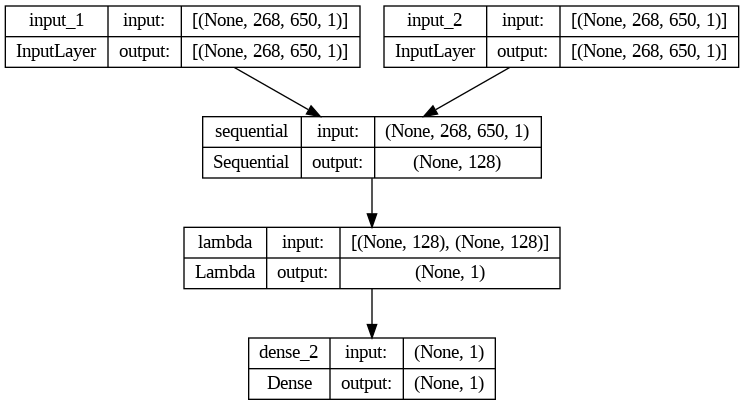 input_1 input: [(None, 268, 650, 1)] input_2 input: [(None, 268, 650, 1)]
InputLayer output: [(None, 268, 650, 1)] InputLayer output: [(None, 268, 650, 1)]
sequential input: (None, 268, 650, 1)
Sequential output: (None, 128)
lambda input: [(None, 128), (None, 128)]
Lambda output: (None, 1)
dense_2 input: (None, 1)
Dense output: (None, 1)